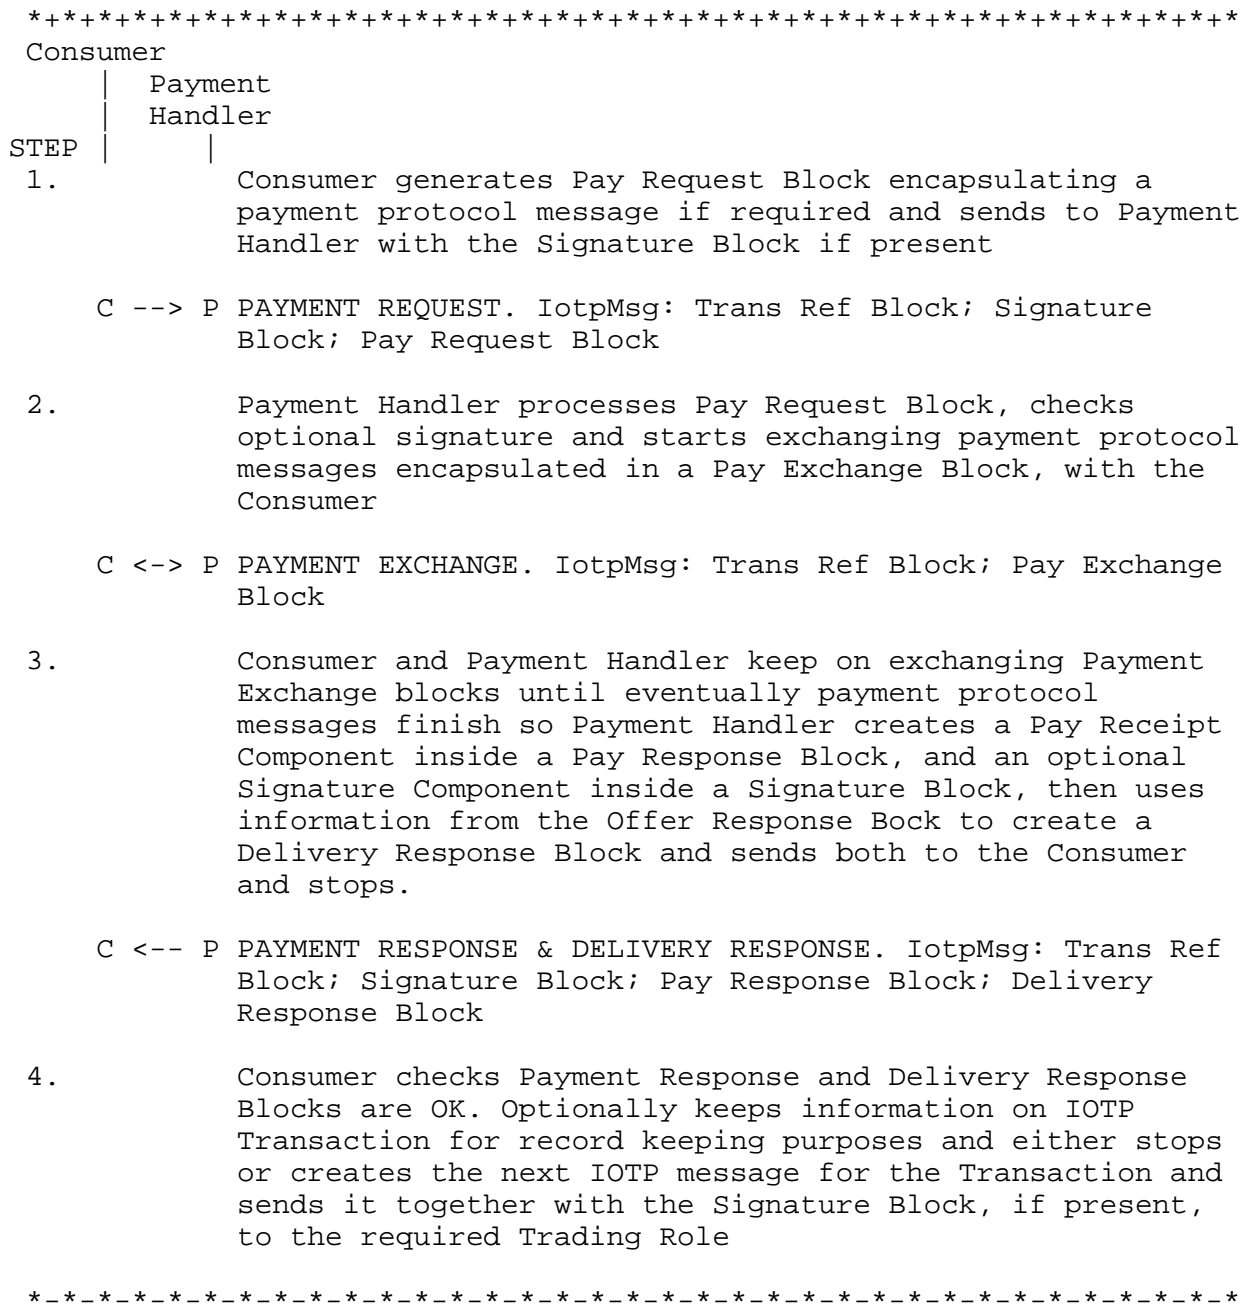 *+*+*+*+*+*+*+*+*+*+*+*+*+*+*+*+*+*+*+*+*+*+*+*+*+*+*+*+*+*+*+*+*+*+*
Consumer
| Payment
| Handler
STEP | |
1. Consumer generates Pay Request Block encapsulating a
payment protocol message if required and sends to Payment
Handler with the Signature Block if present
C --> P PAYMENT REQUEST. IotpMsg: Trans Ref Block; Signature
Block; Pay Request Block
2. Payment Handler processes Pay Request Block, checks
optional signature and starts exchanging payment protocol
messages encapsulated in a Pay Exchange Block, with the
Consumer
C <-> P PAYMENT EXCHANGE. IotpMsg: Trans Ref Block; Pay Exchange
Block
3. Consumer and Payment Handler keep on exchanging Payment
Exchange blocks until eventually payment protocol
messages finish so Payment Handler creates a Pay Receipt
Component inside a Pay Response Block, and an optional
Signature Component inside a Signature Block, then uses
information from the Offer Response Bock to create a
Delivery Response Block and sends both to the Consumer
and stops.
C <-- P PAYMENT RESPONSE & DELIVERY RESPONSE. IotpMsg: Trans Ref
Block; Signature Block; Pay Response Block; Delivery
Response Block
4. Consumer checks Payment Response and Delivery Response
Blocks are OK. Optionally keeps information on IOTP
Transaction for record keeping purposes and either stops
or creates the next IOTP message for the Transaction and
sends it together with the Signature Block, if present,
to the required Trading Role
*-*-*-*-*-*-*-*-*-*-*-*-*-*-*-*-*-*-*-*-*-*-*-*-*-*-*-*-*-*-*-*-*-*-*